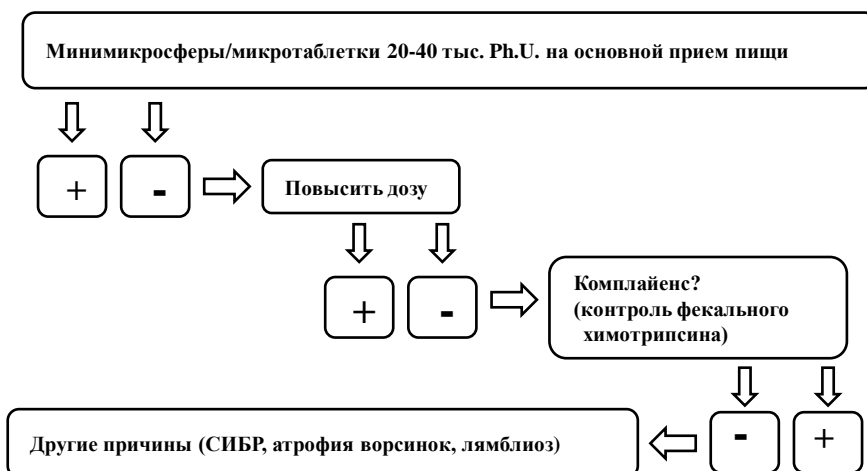 Минимикросферы/микротаблетки 20-40 тыс. Ph.U. на основной прием пищи
+ -
Повысить дозу
+ -
Комплайенс?
(контроль фекального
химотрипсина)
- +
Другие причины (СИБР, атрофия ворсинок, лямблиоз)